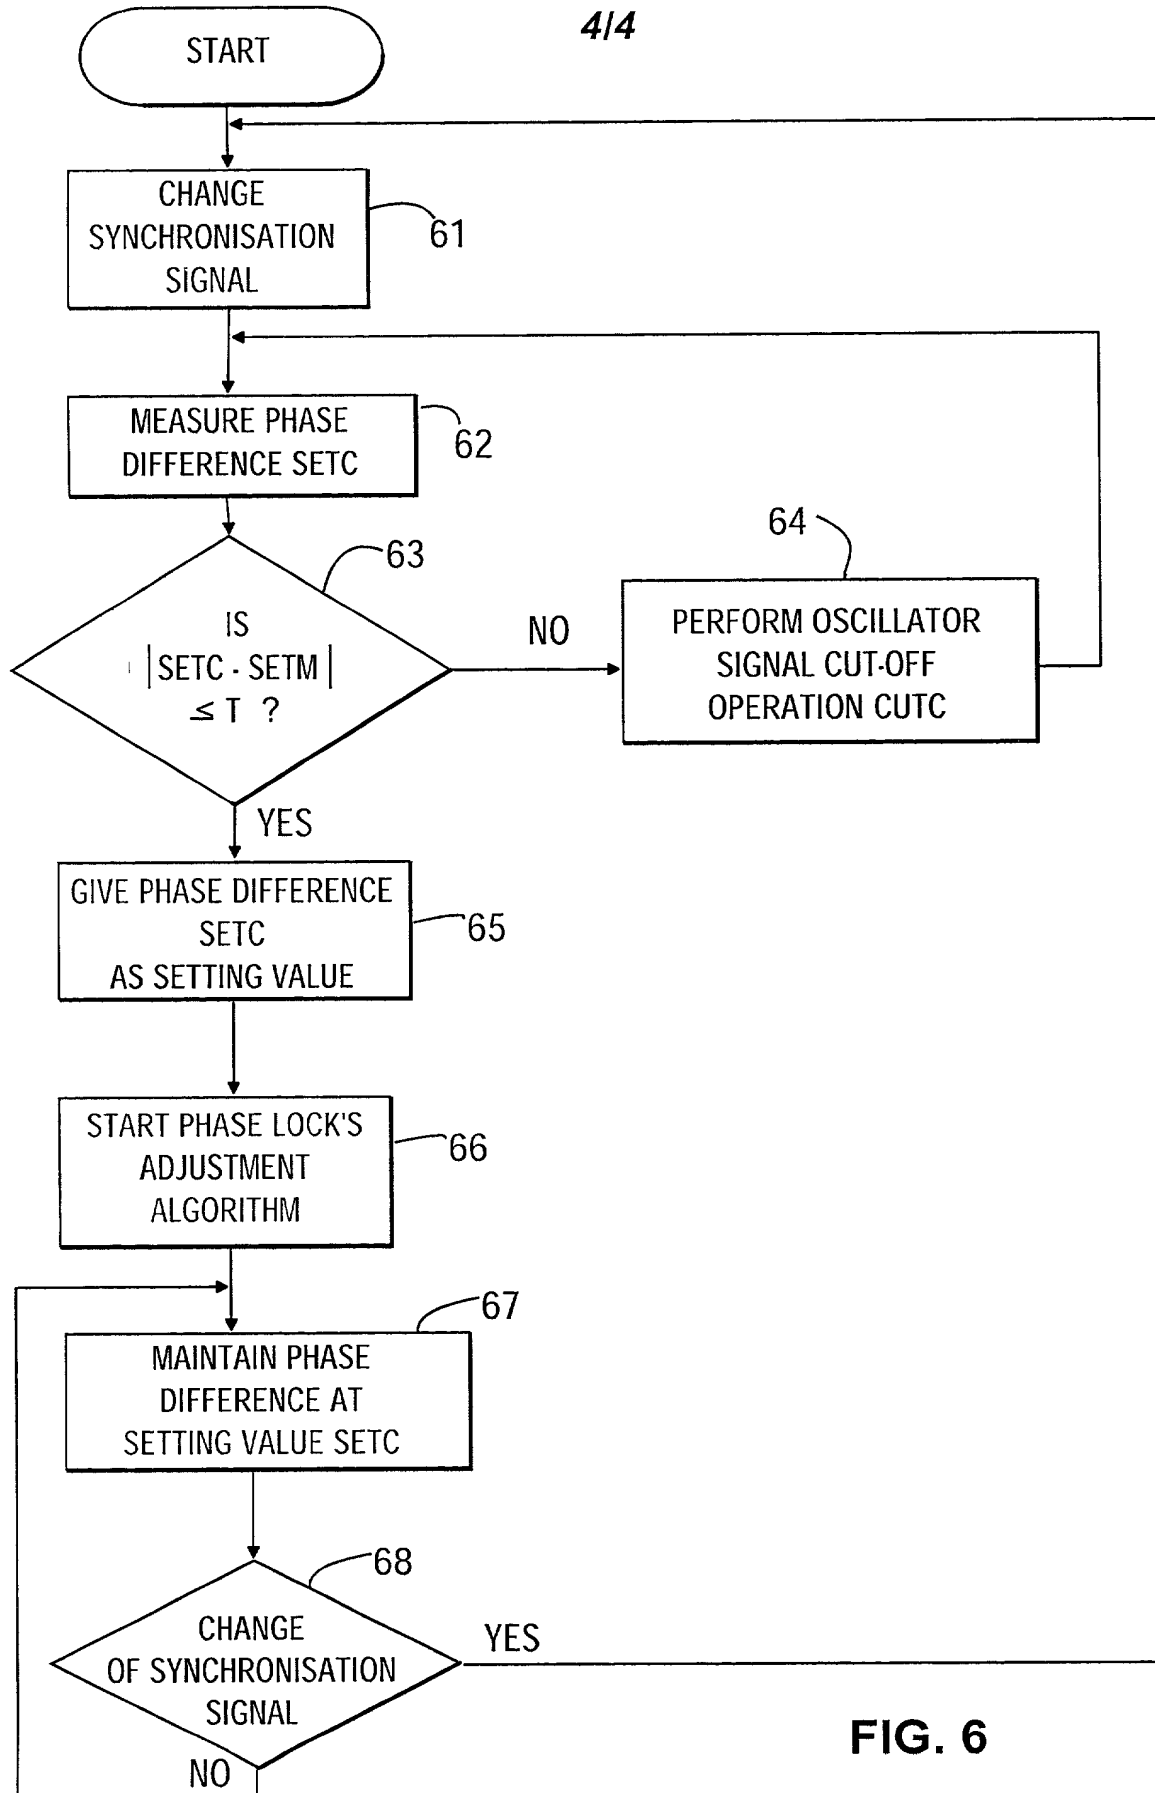 4/4
START
CHANGE
SYNCHRONISATION
SIGNAL
61
MEASURE PHASE
DIFFERENCE SETC
62
63
IS
|SETC - SETM|
≤ T ?
NO
64
PERFORM OSCILLATOR
SIGNAL CUT-OFF
OPERATION CUTC
YES
GIVE PHASE DIFFERENCE
SETC
AS SETTING VALUE
65
START PHASE LOCK'S
ADJUSTMENT
ALGORITHM
66
67
MAINTAIN PHASE
DIFFERENCE AT
SETTING VALUE SETC
68
CHANGE
OF SYNCHRONISATION
SIGNAL
YES
NO
FIG. 6